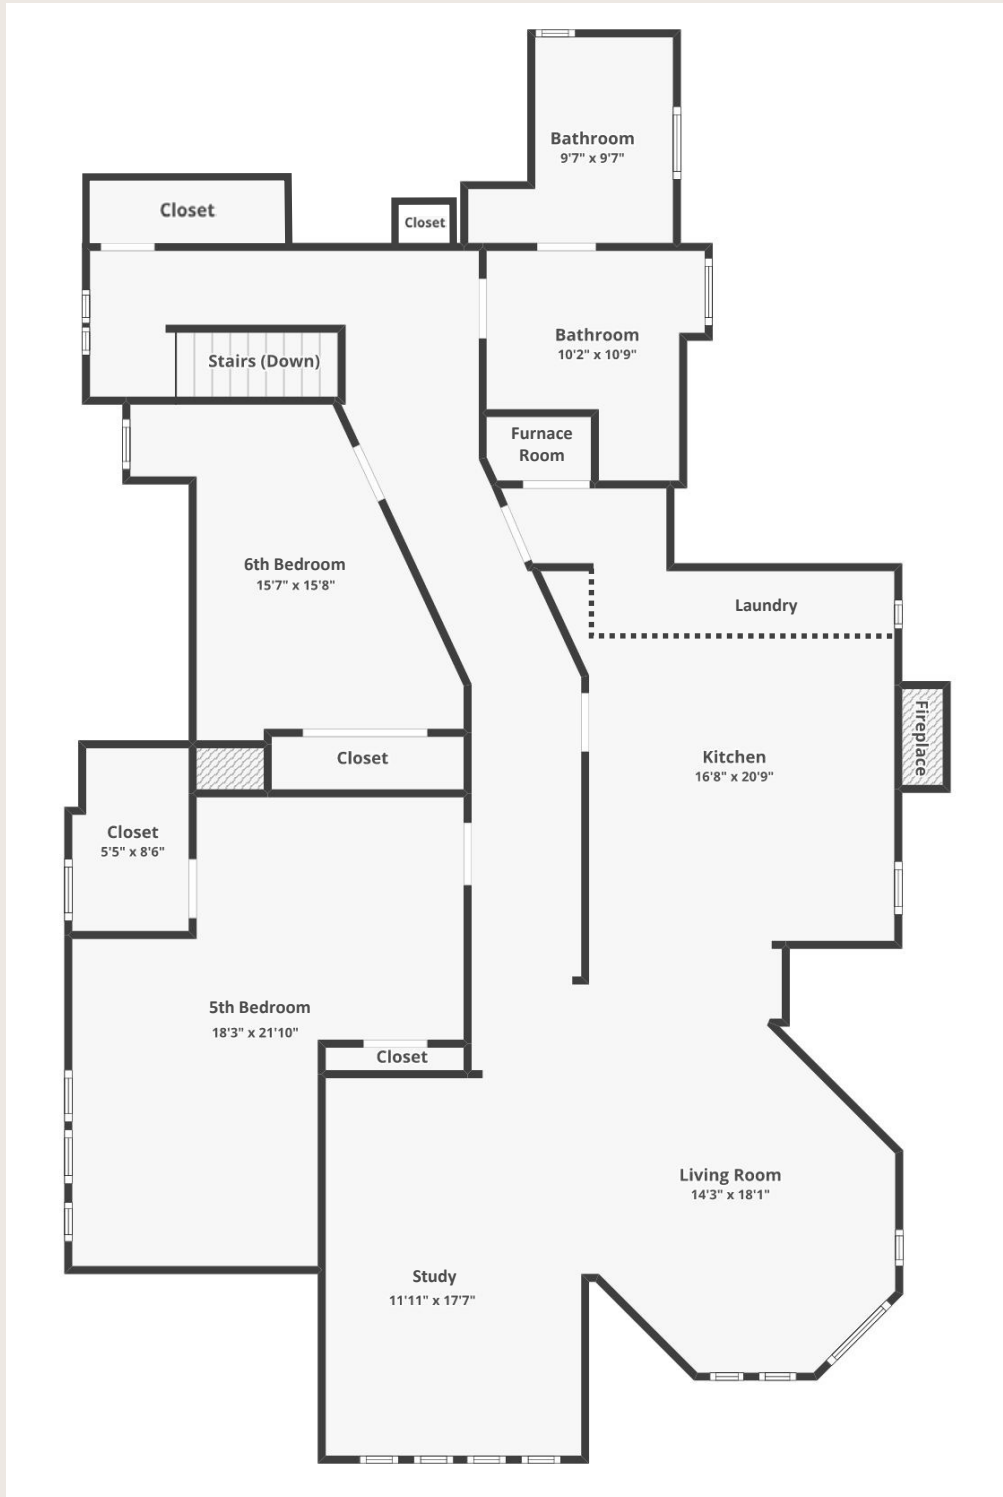 Bathroom
9'7" x 9'7"
Closet
Closet
Bathroom
10'2" x 10'9"
Stairs (Down)
Furnace
Room
6th Bedroom
15'7" x 15'8"
Laundry
Fireplace
Closet
Kitchen
16'8" x 20'9"
Closet
5'5" x 8'6"
5th Bedroom
18'3" x 21'10"
Closet
Living Room
14'3" x 18'1"
Study
11'11" x 17'7"